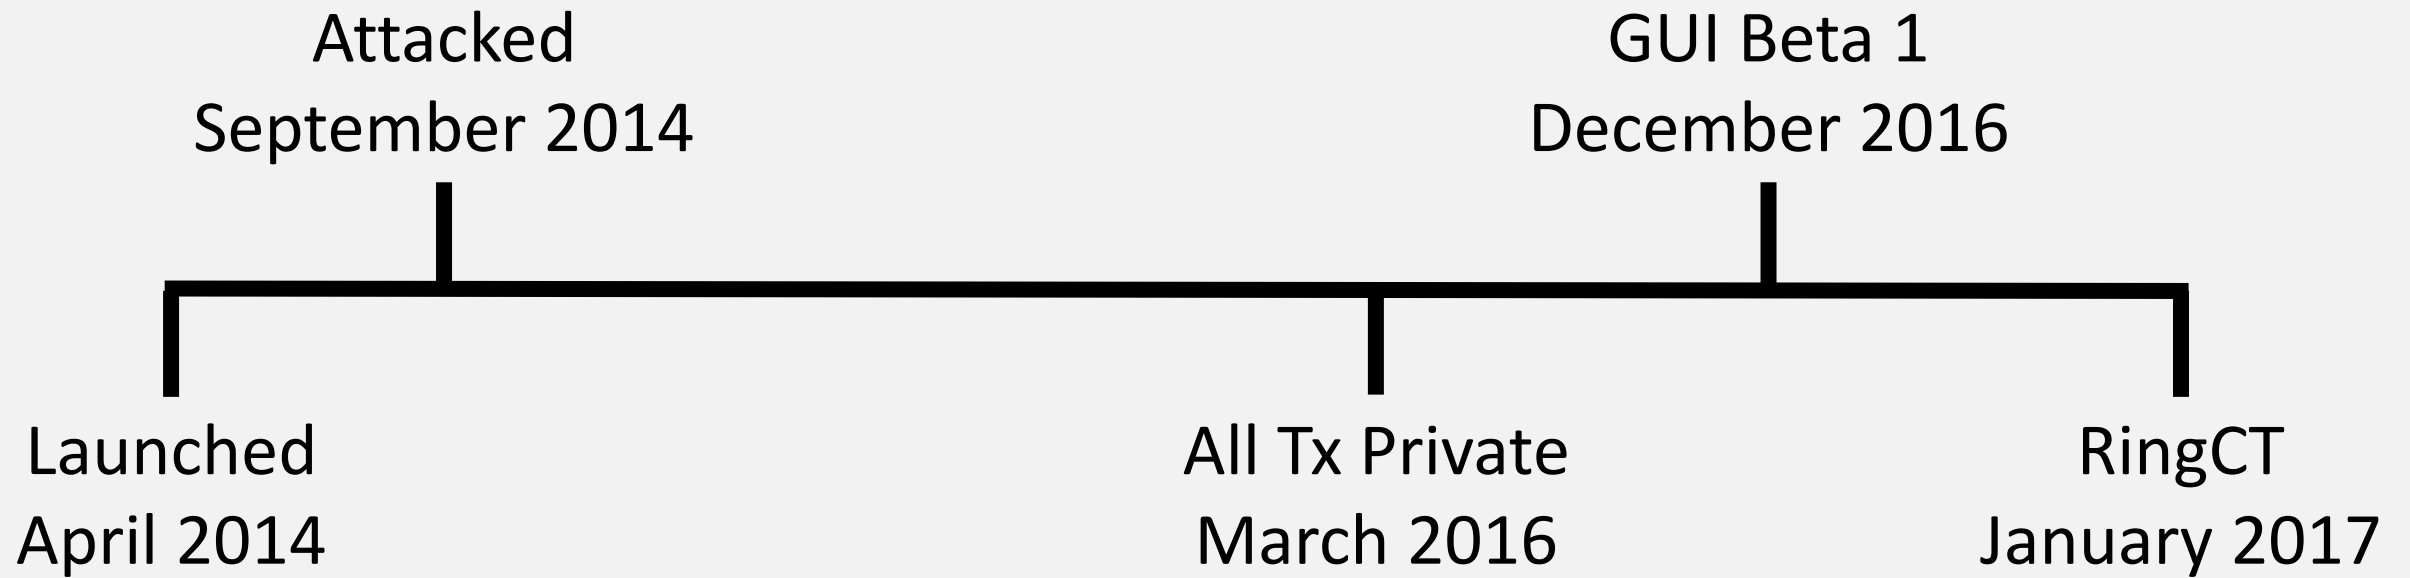 Attacked
September 2014
GUI Beta 1
December 2016
Launched
April 2014
All Tx Private
March 2016
RingCT
January 2017